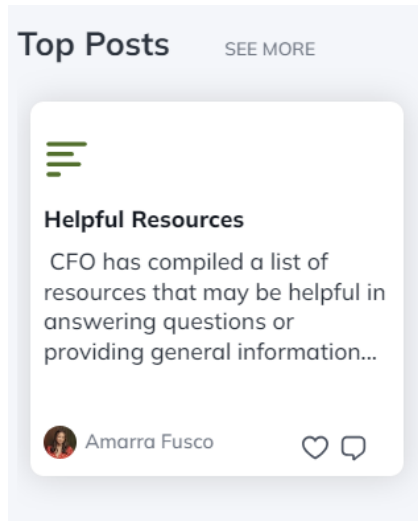 Top Posts SEE MORE
Helpful Resources
CFO has compiled a list of
resources that may be helpful in
answering questions or
providing general information...
Amarra Fusco